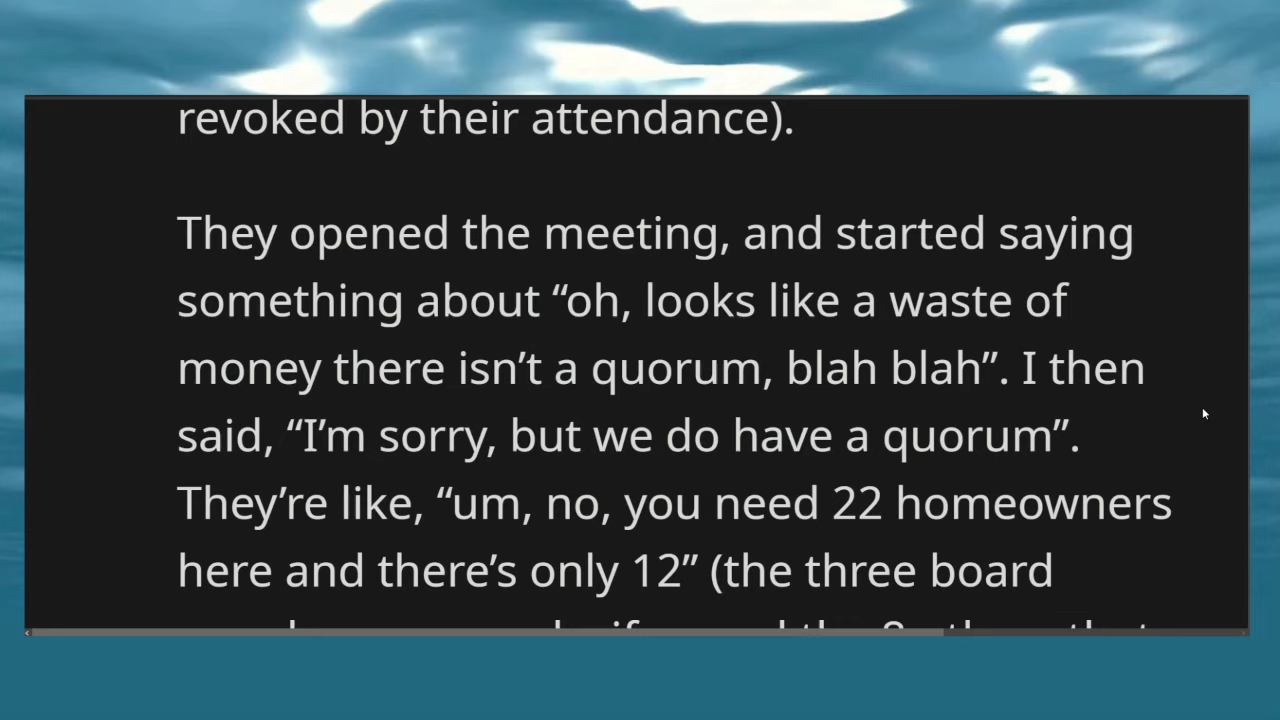 revoked by their attendance).
They opened the meeting, and started saying
something about “oh, looks like a waste of
money there isn’t a quorum, blah blah”. I then
said, “I’m sorry, but we do have a quorum”.
They’re like, “um, no, you need 22 homeowners
here and there’s only 12” (the three board